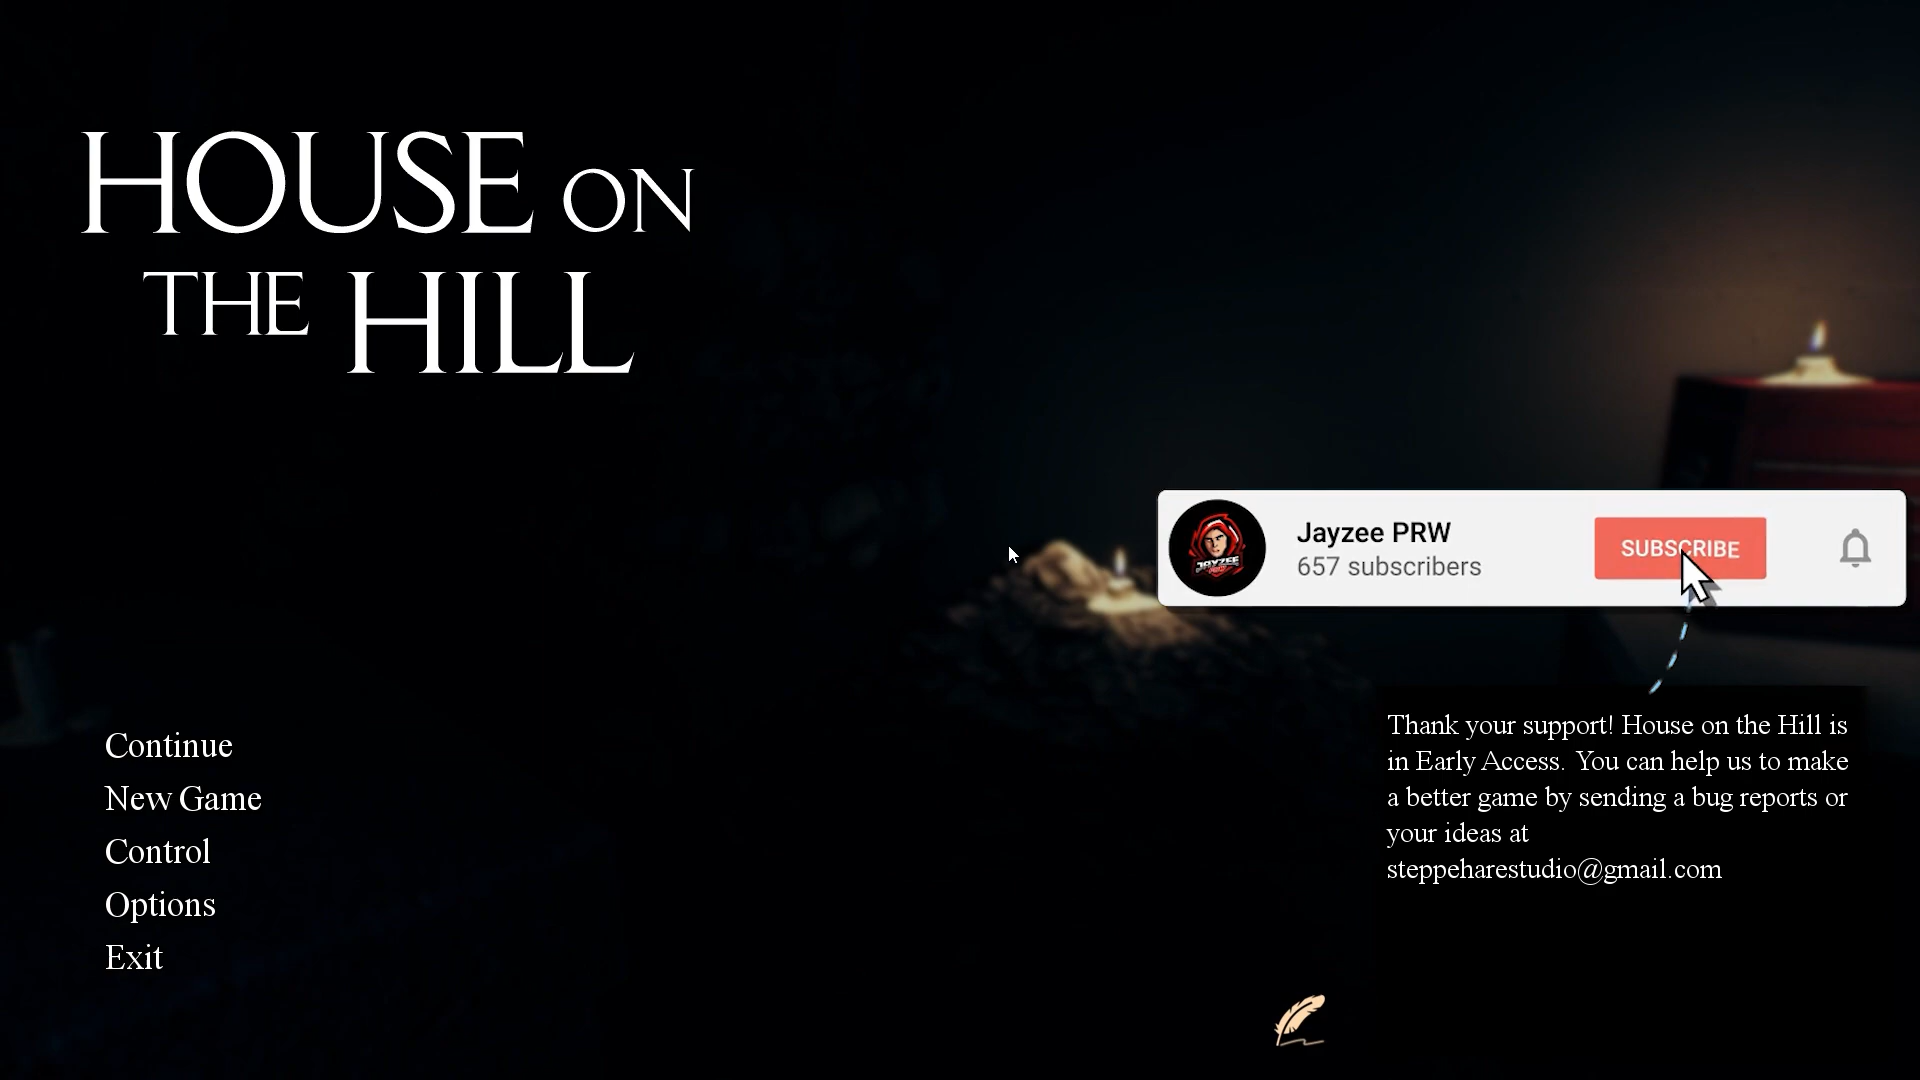 HOUSE ON
THE HILL
Jayzee PRW
657 subscribers
SUBSCRIBE
JAYZEE
Continue
New Game
Control
Options
Exit
Thank your support! House on the Hill is
in Early Access. You can help us to make
a better game by sending a bug reports or
your ideas at
steppeharestudio@gmail.com